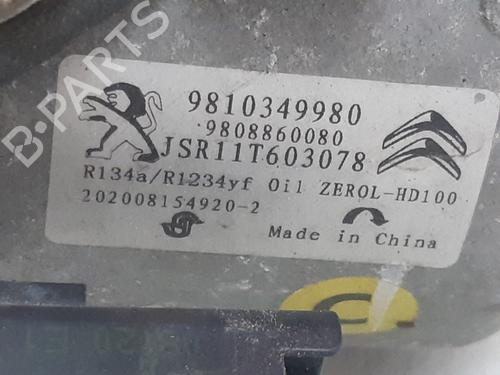 B-PARTS
9810349980
9808860080
JSR11T603078
R134a/R1234yf Oil ZEROL-HD100
202008154920-2
Made in China